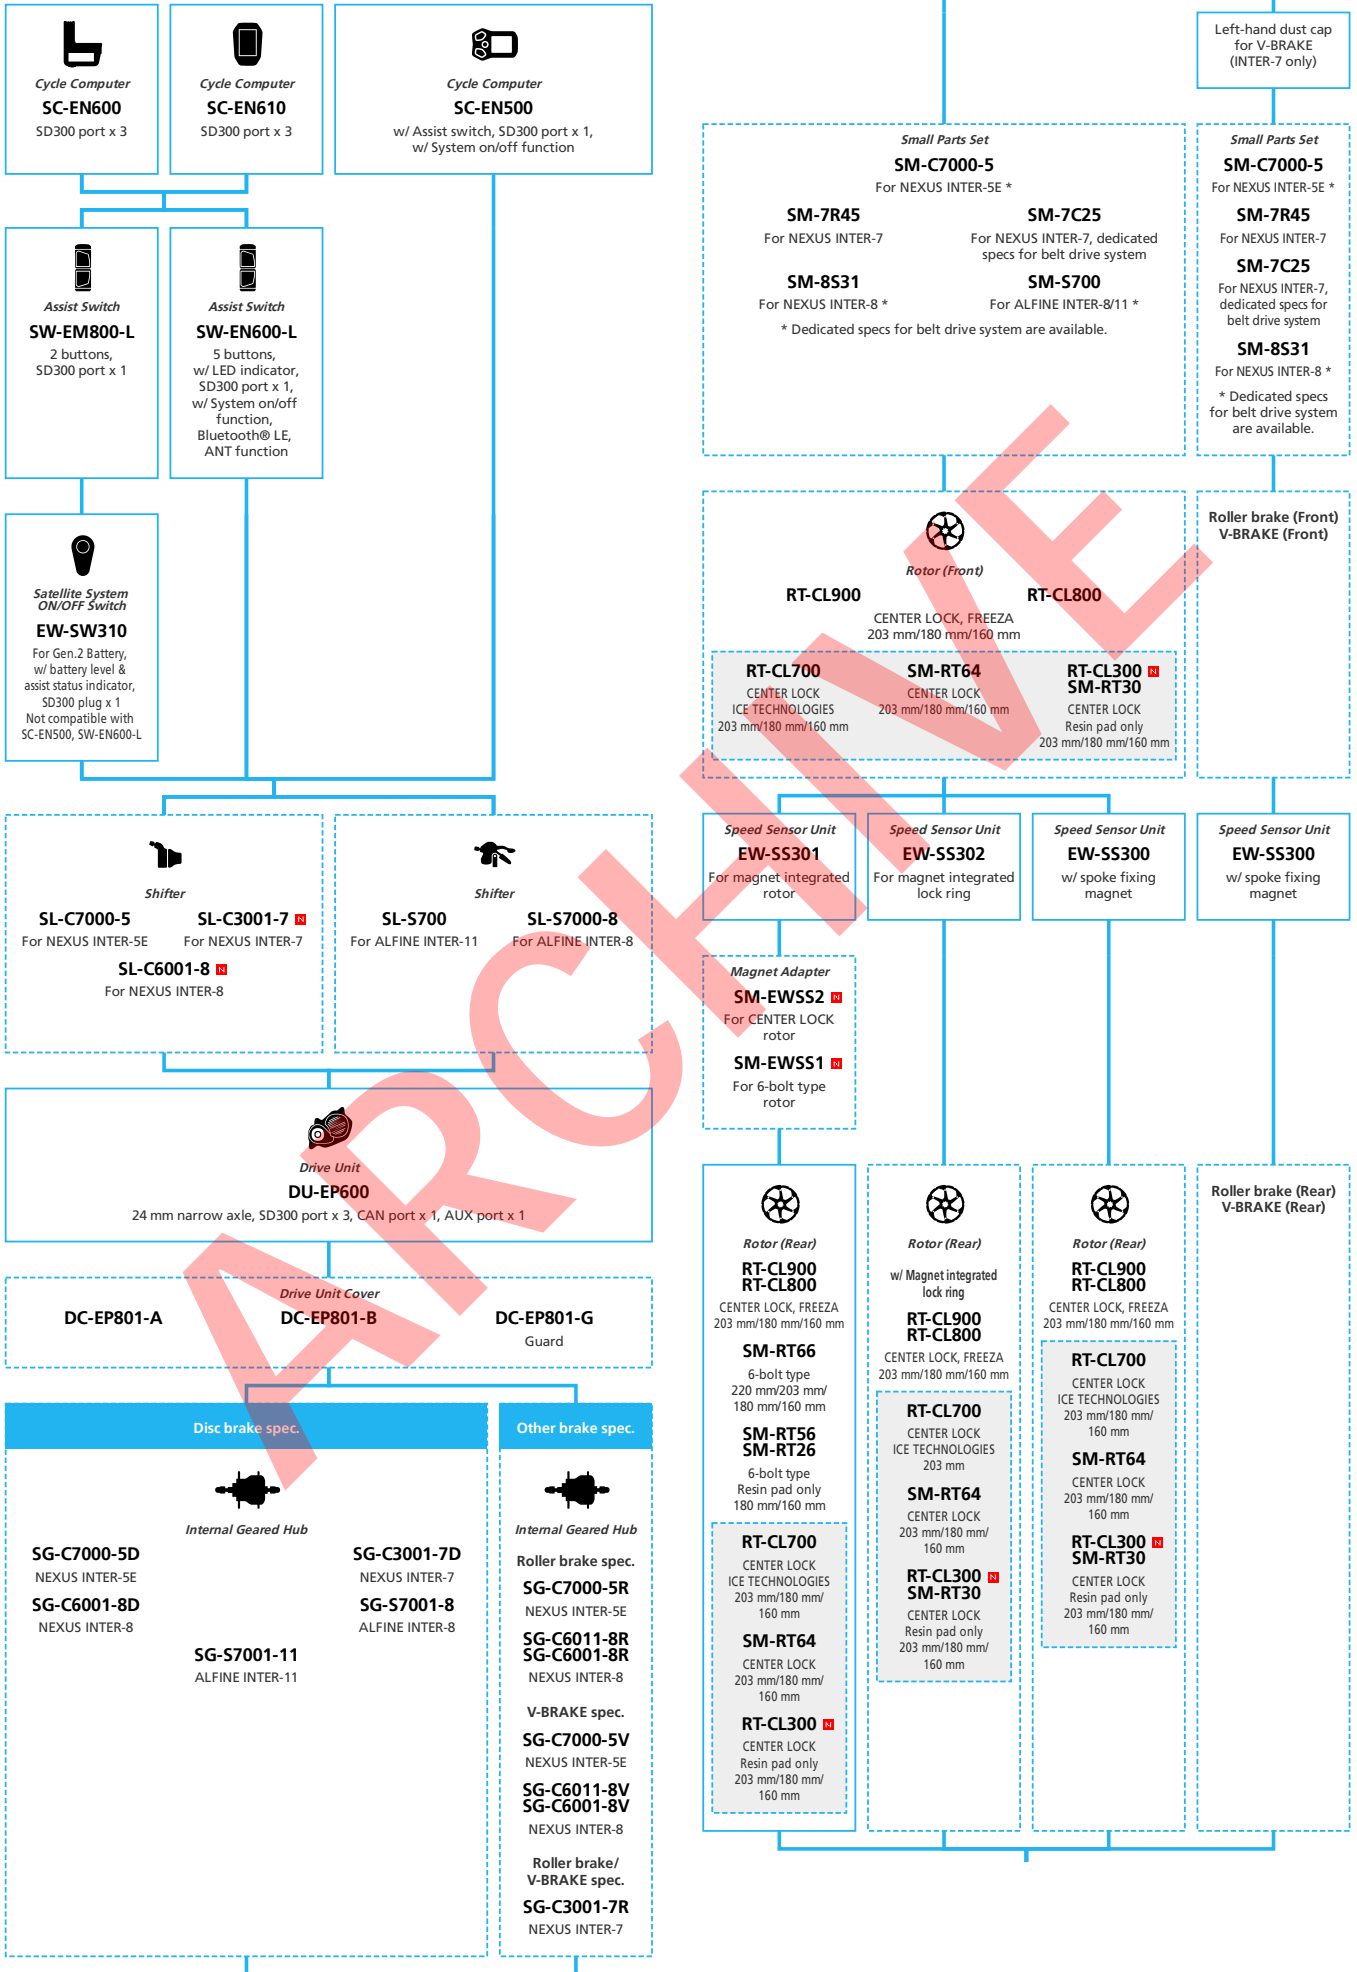 Cycle Computer
SC-EN600
SD300 port x 3
Cycle Computer
SC-EN610
SD300 port x 3
Cycle Computer
SC-EN500
w/ Assist switch, SD300 port x 1,
w/ System on/off function
Assist Switch
SW-EM800-L
2 buttons,
SD300 port x 1
Assist Switch
SW-EN600-L
5 buttons,
w/ LED indicator,
SD300 port x 1,
w/ System on/off
function,
Bluetooth® LE,
ANT function
Satellite System
ON/OFF Switch
EW-SW310
For Gen.2 Battery,
w/ battery level &
assist status indicator,
SD300 plug x 1
Not compatible with
SC-EN500, SW-EN600-L
Shifter
SL-C7000-5
For NEXUS INTER-5E
SL-C3001-7 N
For NEXUS INTER-7
SL-C6001-8 N
For NEXUS INTER-8
Shifter
SL-S700
For ALFINE INTER-11
SL-S7000-8
For ALFINE INTER-8
Drive Unit
DU-EP600
24 mm narrow axle, SD300 port x 3, CAN port x 1, AUX port x 1
Drive Unit Cover
DC-EP801-A
DC-EP801-B
DC-EP801-G
Guard
Disc brake spec.
Internal Geared Hub
SG-C7000-5D
NEXUS INTER-5E
SG-C3001-7D
NEXUS INTER-7
SG-C6001-8D
NEXUS INTER-8
SG-S7001-8
ALFINE INTER-8
SG-S7001-11
ALFINE INTER-11
Other brake spec.
Internal Geared Hub
Roller brake spec.
SG-C7000-5R
NEXUS INTER-5E
SG-C6011-8R
SG-C6001-8R
NEXUS INTER-8
V-BRAKE spec.
SG-C7000-5V
NEXUS INTER-5E
SG-C6011-8V
SG-C6001-8V
NEXUS INTER-8
Roller brake/
V-BRAKE spec.
SG-C3001-7R
NEXUS INTER-7
Left-hand dust cap
for V-BRAKE
(INTER-7 only)
Small Parts Set
SM-C7000-5
For NEXUS INTER-5E *
SM-7R45
For NEXUS INTER-7
SM-7C25
For NEXUS INTER-7, dedicated
specs for belt drive system
SM-8S31
For NEXUS INTER-8 *
SM-S700
For ALFINE INTER-8/11 *
* Dedicated specs for belt drive system are available.
Small Parts Set
SM-C7000-5
For NEXUS INTER-5E *
SM-7R45
For NEXUS INTER-7
SM-7C25
For NEXUS INTER-7,
dedicated specs for
belt drive system
SM-8S31
For NEXUS INTER-8 *
* Dedicated specs
for belt drive system
are available.
Rotor (Front)
RT-CL900
RT-CL800
CENTER LOCK, FREEZA
203 mm/180 mm/160 mm
RT-CL700
CENTER LOCK
ICE TECHNOLOGIES
203 mm/180 mm/160 mm
SM-RT64
CENTER LOCK
203 mm/180 mm/160 mm
RT-CL300 N
SM-RT30
CENTER LOCK
Resin pad only
203 mm/180 mm/160 mm
Roller brake (Front)
V-BRAKE (Front)
Speed Sensor Unit
EW-SS301
For magnet integrated
rotor
Speed Sensor Unit
EW-SS302
For magnet integrated
lock ring
Speed Sensor Unit
EW-SS300
w/ spoke fixing
magnet
Speed Sensor Unit
EW-SS300
w/ spoke fixing
magnet
Magnet Adapter
SM-EWSS2 N
For CENTER LOCK
rotor
SM-EWSS1 N
For 6-bolt type
rotor
Rotor (Rear)
RT-CL900
RT-CL800
CENTER LOCK, FREEZA
203 mm/180 mm/160 mm
SM-RT66
6-bolt type
220 mm/203 mm/
180 mm/160 mm
SM-RT56
SM-RT26
6-bolt type
Resin pad only
180 mm/160 mm
RT-CL700
CENTER LOCK
ICE TECHNOLOGIES
203 mm/180 mm/
160 mm
SM-RT64
CENTER LOCK
203 mm/180 mm/
160 mm
RT-CL300 N
CENTER LOCK
Resin pad only
203 mm/180 mm/
160 mm
Rotor (Rear)
w/ Magnet integrated
lock ring
RT-CL900
RT-CL800
CENTER LOCK, FREEZA
203 mm/180 mm/160 mm
RT-CL700
CENTER LOCK
ICE TECHNOLOGIES
203 mm
SM-RT64
CENTER LOCK
203 mm/180 mm/
160 mm
RT-CL300 N
SM-RT30
CENTER LOCK
Resin pad only
203 mm/180 mm/
160 mm
Rotor (Rear)
RT-CL900
RT-CL800
CENTER LOCK, FREEZA
203 mm/180 mm/160 mm
RT-CL700
CENTER LOCK
ICE TECHNOLOGIES
203 mm/180 mm/
160 mm
SM-RT64
CENTER LOCK
203 mm/180 mm/
160 mm
RT-CL300 N
SM-RT30
CENTER LOCK
Resin pad only
203 mm/180 mm/
160 mm
Roller brake (Rear)
V-BRAKE (Rear)
ARCHIVE